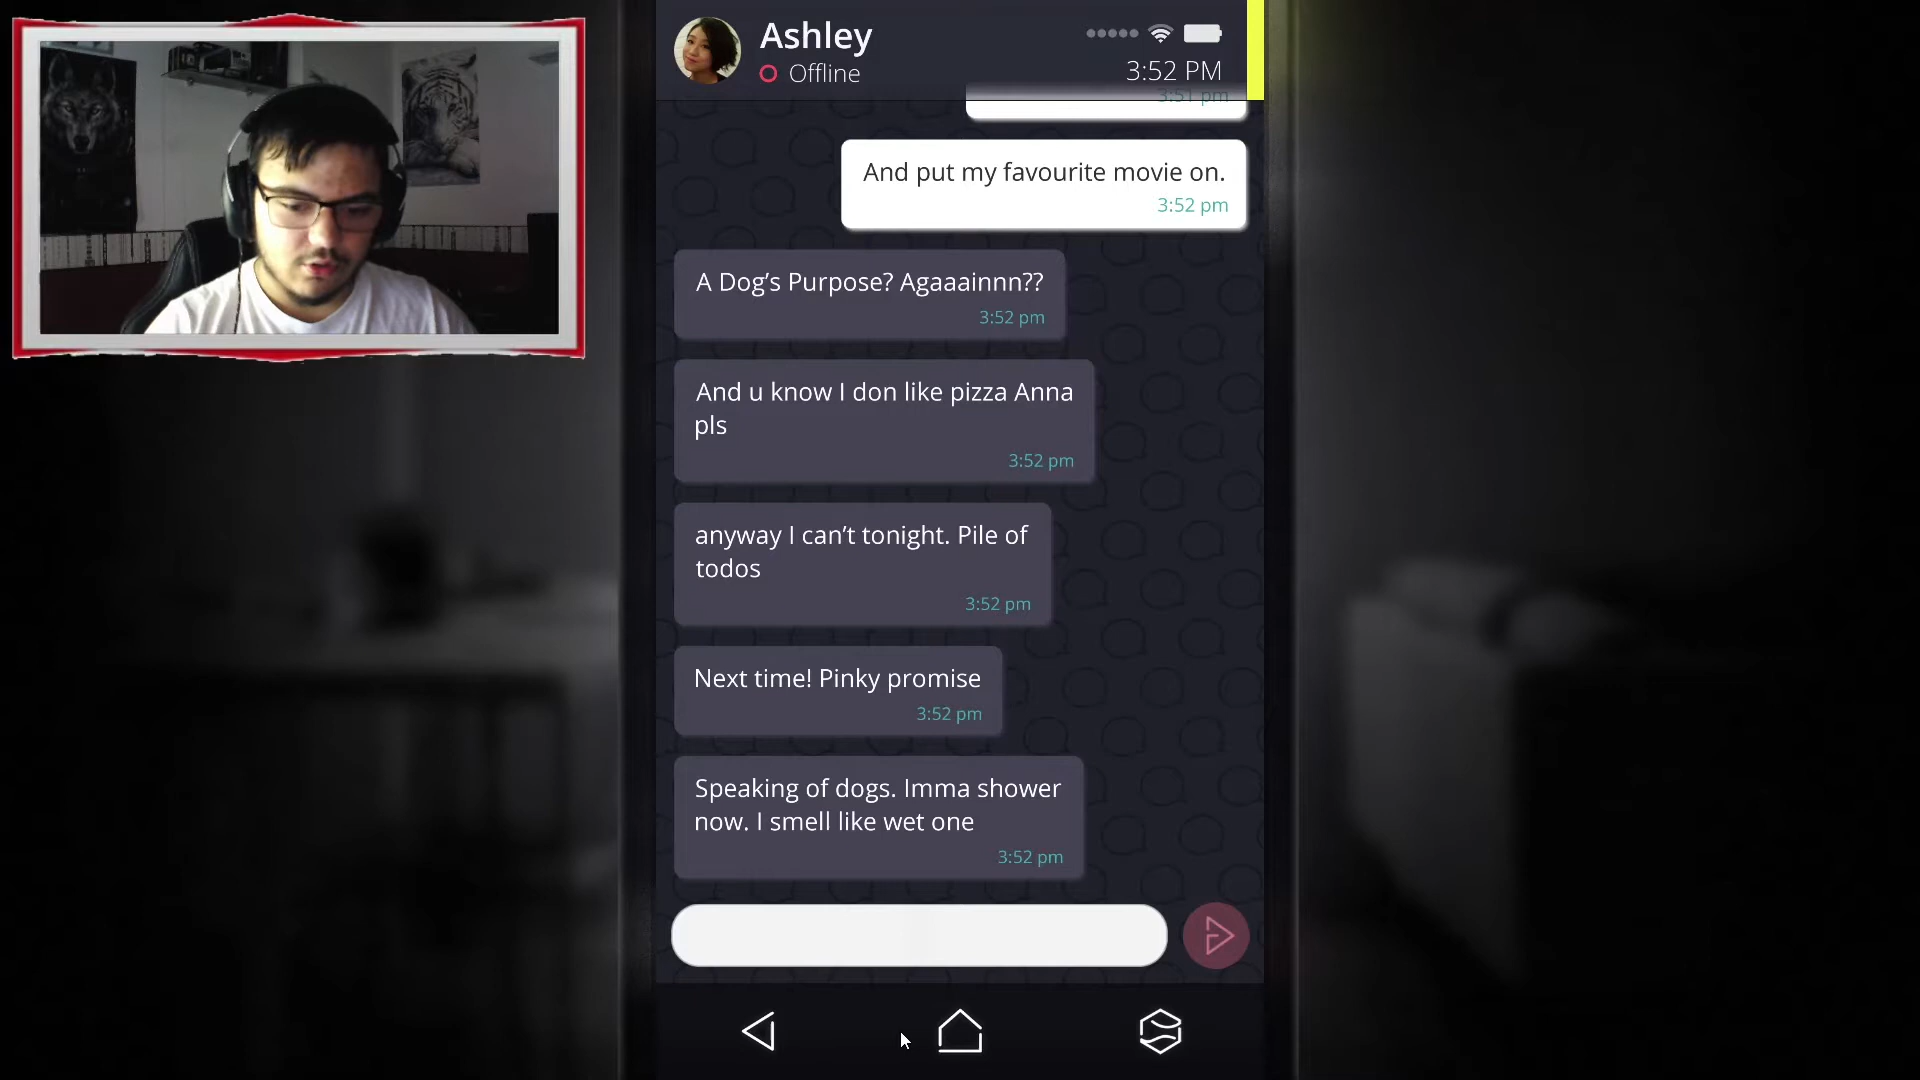 Ashley
Offline
3:52 PM
3:51 pm
And put my favourite movie on.
3:52 pm
A Dog’s Purpose? Agaaainnn??
3:52 pm
And u know I don like pizza Anna
pls
3:52 pm
anyway I can’t tonight. Pile of
todos
3:52 pm
Next time! Pinky promise
3:52 pm
Speaking of dogs. Imma shower
now. I smell like wet one
3:52 pm